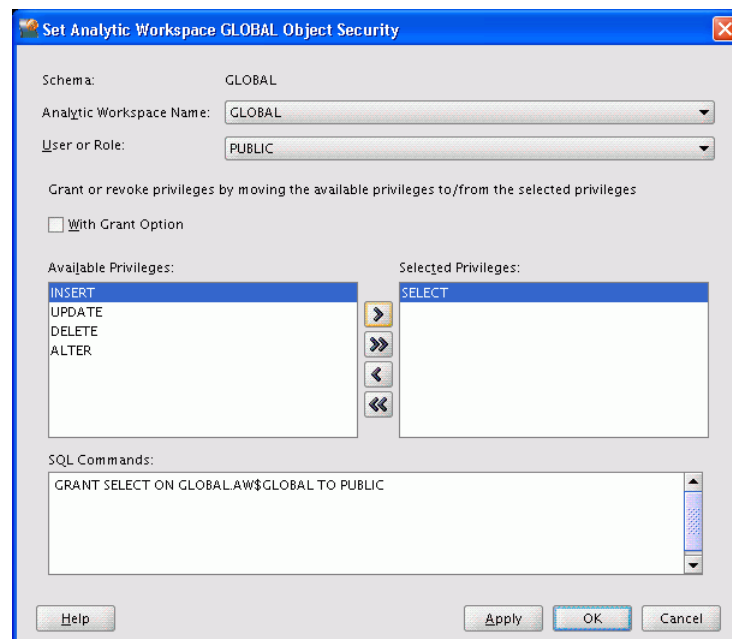 Set Analytic Workspace GLOBAL Object Security
Schema: GLOBAL
Analytic Workspace Name: GLOBAL
User or Role: PUBLIC
Grant or revoke privileges by moving the available privileges to/from the selected privileges
With Grant Option
Available Privileges: Selected Privileges:
INSERT SELECT
UPDATE
DELETE
ALTER
SQL Commands:
GRANT SELECT ON GLOBAL.AW$GLOBAL TO PUBLIC
Help Apply OK Cancel